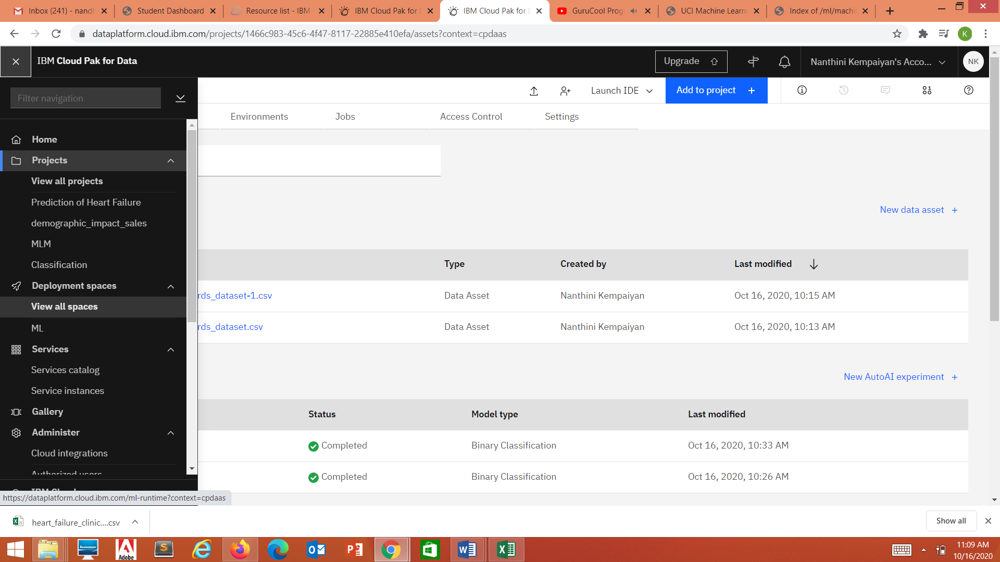 Inbox (241) - nandh
Student Dashboard
Resource list - IBM
IBM Cloud Pak for D
IBM Cloud Pak for D
GuruCool Prog
UCI Machine Learni
Index of /ml/machi
dataplatform.cloud.ibm.com/projects/1466c983-45c6-4f47-8117-22885e410efa/assets?context=cpdaas
K
IBM Cloud Pak for Data
Upgrade
Nanthini Kempaiyan's Acco...
NK
Filter navigation
Launch IDE
Add to project +
Environments
Jobs
Access Control
Settings
Home
Projects
View all projects
Prediction of Heart Failure
demographic_impact_sales
MLM
Classification
Deployment spaces
View all spaces
ML
Services
Services catalog
Service instances
Gallery
Administer
Cloud integrations
Authorized users
IBM Cloud
New data asset +
Type
Created by
Last modified
rds_dataset-1.csv
Data Asset
Nanthini Kempaiyan
Oct 16, 2020, 10:15 AM
rds_dataset.csv
Data Asset
Nanthini Kempaiyan
Oct 16, 2020, 10:13 AM
New AutoAI experiment +
Status
Model type
Last modified
Completed
Binary Classification
Oct 16, 2020, 10:33 AM
Completed
Binary Classification
Oct 16, 2020, 10:26 AM
https://dataplatform.cloud.ibm.com/ml-runtime?context=cpdaas
heart_failure_clinic....csv
Show all
Adobe
11:09 AM
10/16/2020